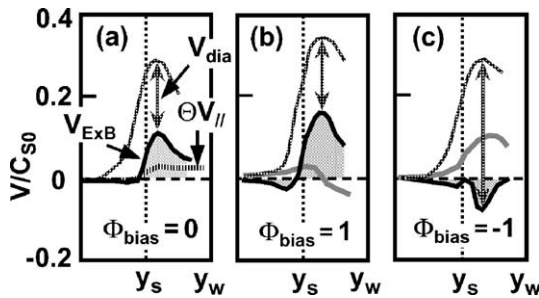 0.4
(a)
(b)
(c)
V_dia
V/C_S0
0.2
V_ExB
ΘV_//
0
Φ_bias = 0
Φ_bias = 1
Φ_bias = -1
-0.2
y_s y_w
y_s y_w
y_s y_w